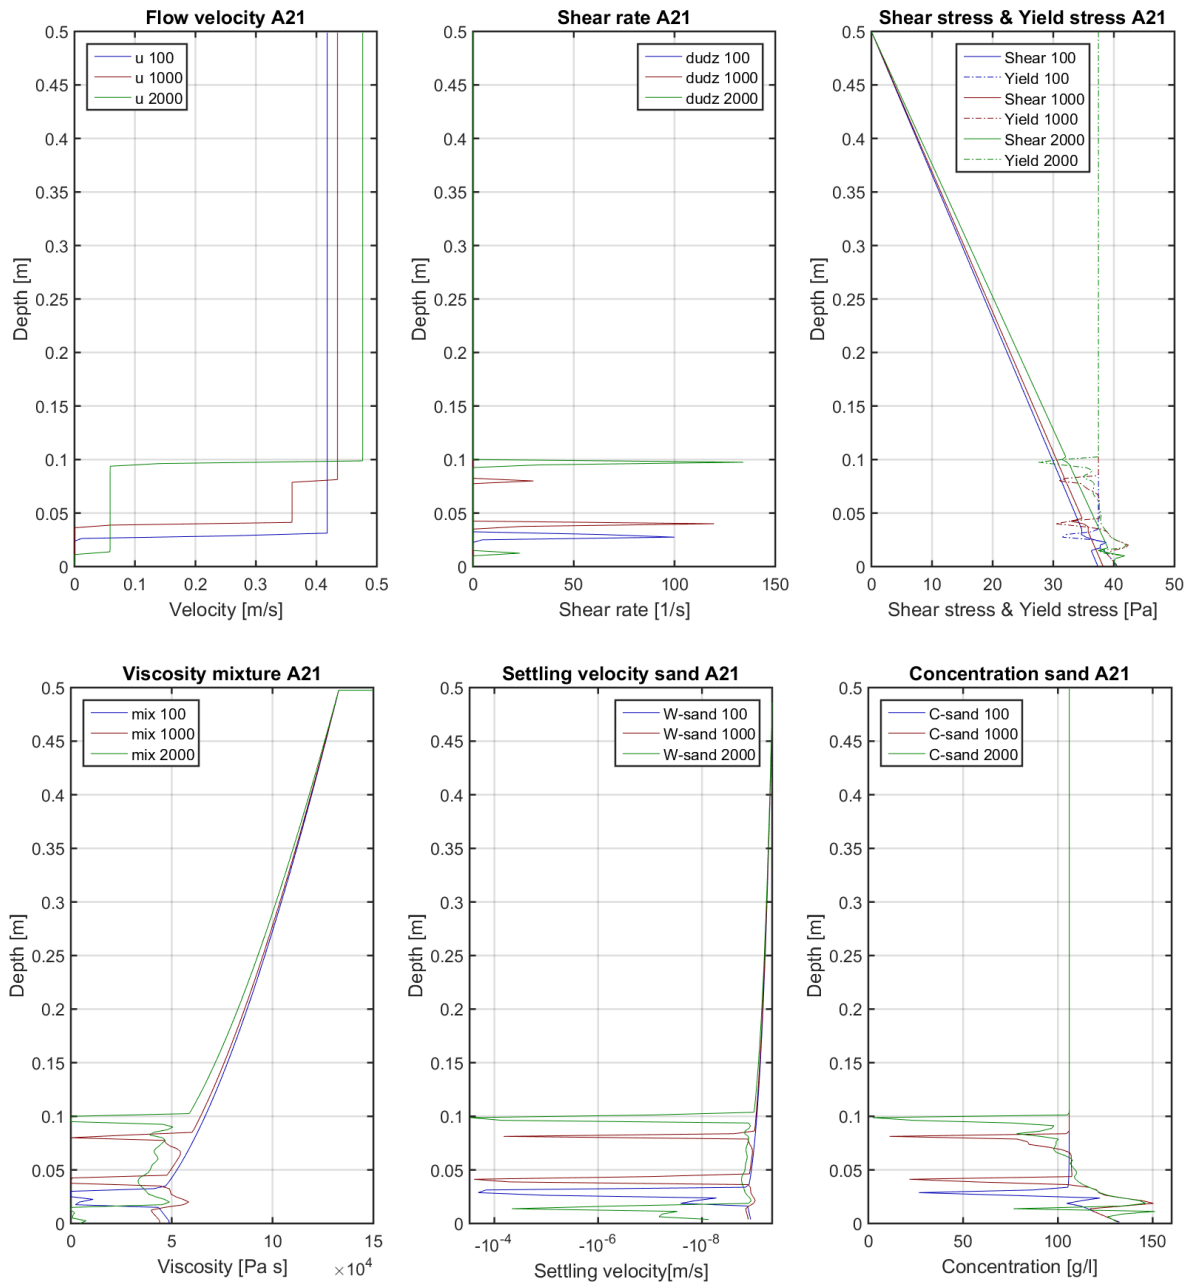 Flow velocity A21
0.5
0.45
0.4
0.35
0.3
0.25
0.2
0.15
0.1
0.05
0
Depth [m]
u 100
u 1000
u 2000
0 0.1 0.2 0.3 0.4 0.5
Velocity [m/s]
Shear rate A21
0.5
0.45
0.4
0.35
0.3
0.25
0.2
0.15
0.1
0.05
0
Depth [m]
dudz 100
dudz 1000
dudz 2000
0 50 100 150
Shear rate [1/s]
Shear stress & Yield stress A21
0.5
0.45
0.4
0.35
0.3
0.25
0.2
0.15
0.1
0.05
0
Depth [m]
Shear 100
Yield 100
Shear 1000
Yield 1000
Shear 2000
Yield 2000
0 10 20 30 40 50
Shear stress & Yield stress [Pa]
Viscosity mixture A21
0.5
0.45
0.4
0.35
0.3
0.25
0.2
0.15
0.1
0.05
0
Depth [m]
mix 100
mix 1000
mix 2000
0 5 10 15
Viscosity [Pa s]
×10⁴
Settling velocity sand A21
0.5
0.45
0.4
0.35
0.3
0.25
0.2
0.15
0.1
0.05
0
Depth [m]
W-sand 100
W-sand 1000
W-sand 2000
-10⁻⁴ -10⁻⁶ -10⁻⁸
Settling velocity[m/s]
Concentration sand A21
0.5
0.45
0.4
0.35
0.3
0.25
0.2
0.15
0.1
0.05
0
Depth [m]
C-sand 100
C-sand 1000
C-sand 2000
0 50 100 150
Concentration [g/l]